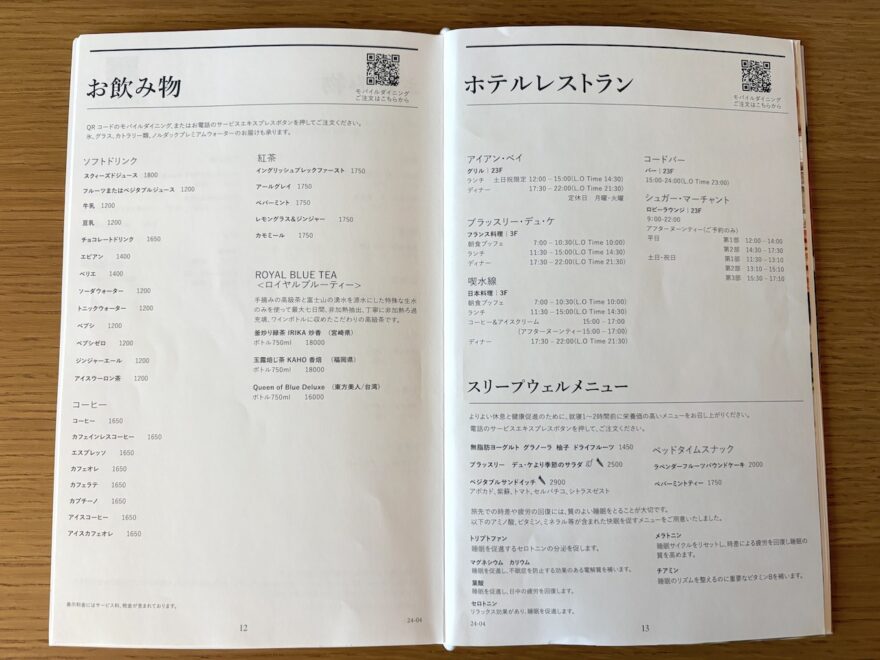 お飲み物
モバイルダイニング
ご注文はこちらから
QRコードのモバイルダイニング、またはお電話のサービスエキスプレスボタンを押してご注文ください。
氷、グラス、カトラリー類、ノルダックプレミアムウォーターのお届けも承ります。
ソフトドリンク
スクィーズドジュース 1800
フルーツまたはベジタブルジュース 1200
牛乳 1200
豆乳 1200
チョコレートドリンク 1650
エビアン 1400
ペリエ 1400
ソーダウォーター 1200
トニックウォーター 1200
ペプシ 1200
ペプシゼロ 1200
ジンジャーエール 1200
アイスウーロン茶 1200
コーヒー
コーヒー 1650
カフェインレスコーヒー 1650
エスプレッソ 1650
カフェオレ 1650
カフェラテ 1650
カプチーノ 1650
アイスコーヒー 1650
アイスカフェオレ 1650
紅茶
イングリッシュブレックファースト 1750
アールグレイ 1750
ペパーミント 1750
レモングラス&ジンジャー 1750
カモミール 1750
ROYAL BLUE TEA
<ロイヤルブルーティー>
手摘みの高級茶と富士山の湧水を源水にした特殊な生水
のみを使って最大七日間、非加熱抽出。丁寧に非加熱ろ過
充填、ワインボトルに収めたこだわりの高級茶です。
釜炒り緑茶 IRIKA 炒香 (宮崎県)
ボトル750ml 18000
玉露焙じ茶 KAHO 香焙 (福岡県)
ボトル750ml 18000
Queen of Blue Deluxe (東方美人/台湾)
ボトル750ml 16000
表示料金にはサービス料、税金が含まれております。
24-04
12
ホテルレストラン
モバイルダイニング
ご注文はこちらから
アイアン・ベイ
グリル|23F
ランチ 土日祝限定 12:00 - 15:00(L.O Time 14:30)
ディナー 17:30 - 22:00(L.O Time 21:30)
定休日 月曜・火曜
ブラッスリー・デュ・ケ
フランス料理|3F
朝食ブッフェ 7:00 - 10:30(L.O Time 10:00)
ランチ 11:30 - 15:00(L.O Time 14:30)
ディナー 17:30 - 22:00(L.O Time 21:30)
喫水線
日本料理|3F
朝食ブッフェ 7:00 - 10:30(L.O Time 10:00)
ランチ 11:30 - 15:00(L.O Time 14:30)
コーヒー&アイスクリーム 15:00 - 17:00
(アフターヌーンティー15:00 - 17:00)
ディナー 17:30 - 22:00(L.O Time 21:30)
コードバー
バー|23F
15:00-24:00(L.O Time 23:00)
シュガー・マーチャント
ロビーラウンジ|23F
9:00-22:00
アフターヌーンティー(ご予約のみ)
平日 第1部 12:00 - 14:00
第2部 14:30 - 17:30
土日・祝日 第1部 11:30 - 13:10
第2部 13:10 - 15:10
第3部 15:30 - 17:10
スリープウェルメニュー
よりよい休息と健康促進のために、就寝1~2時間前に栄養価の高いメニューをお召し上がりください。
電話のサービスエキスプレスボタンを押して、ご注文ください。
無脂肪ヨーグルト グラノーラ 柚子 ドライフルーツ 1450
ブラッスリー デュ・ケより季節のサラダ 2500
ベジタブルサンドイッチ 2900
アボカド、紫蘇、トマト、セルバチコ、シトラスゼスト
ベッドタイムスナック
ラベンダーフルーツパウンドケーキ 2000
ペパーミントティー 1750
旅先での時差や疲労の回復には、質のよい睡眠をとることが大切です。
以下のアミノ酸、ビタミン、ミネラル等が含まれた快眠を促すメニューをご用意いたしました。
トリプトファン
睡眠を促進するセロトニンの分泌を促します。
マグネシウム カリウム
睡眠を促進し、不眠症を防止する効果のある電解質を補います。
葉酸
睡眠を促進し、日中の疲労を回復します。
セロトニン
リラックス効果があり、睡眠を促進します。
メラトニン
睡眠サイクルをリセットし、時差による疲労を回復し睡眠の
質を高めます。
チアミン
睡眠のリズムを整えるのに重要なビタミンBを補います。
24-04
13